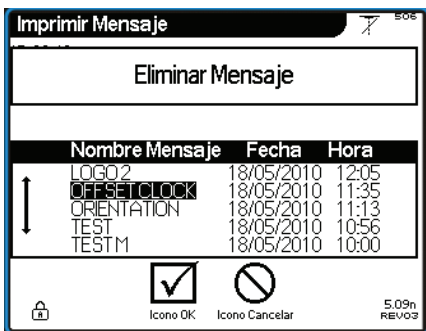 Imprimir Mensaje
506
Eliminar Mensaje
Nombre Mensaje Fecha Hora
LOGO 2 18/05/2010 12:05
OFFSET CLOCK 18/05/2010 11:35
ORIENTATION 18/05/2010 11:13
TEST 18/05/2010 10:56
TEST M 18/05/2010 10:00
Icono OK Icono Cancelar
5.09n
REV03